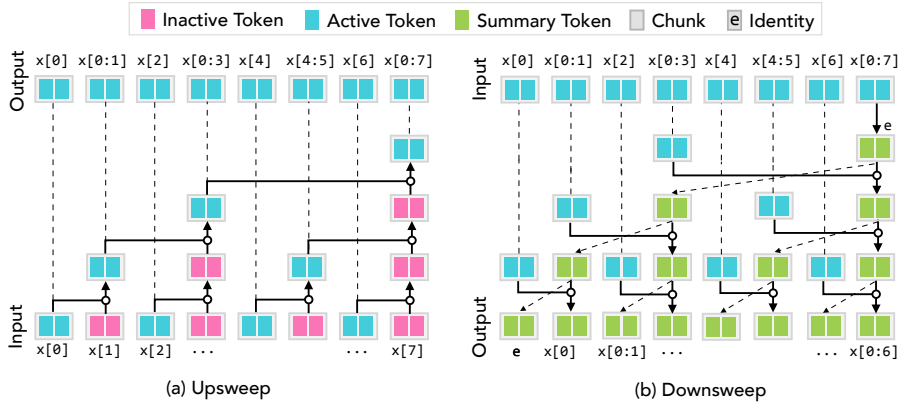 Inactive Token Active Token Summary Token Chunk e Identity
Output
x[0] x[0:1] x[2] x[0:3] x[4] x[4:5] x[6] x[0:7]
Input
x[0] x[1] x[2] ... ... x[7]
(a) Upsweep
Input
x[0] x[0:1] x[2] x[0:3] x[4] x[4:5] x[6] x[0:7]
e
Output
e x[0] x[0:1] ... ... x[0:6]
(b) Downsweep